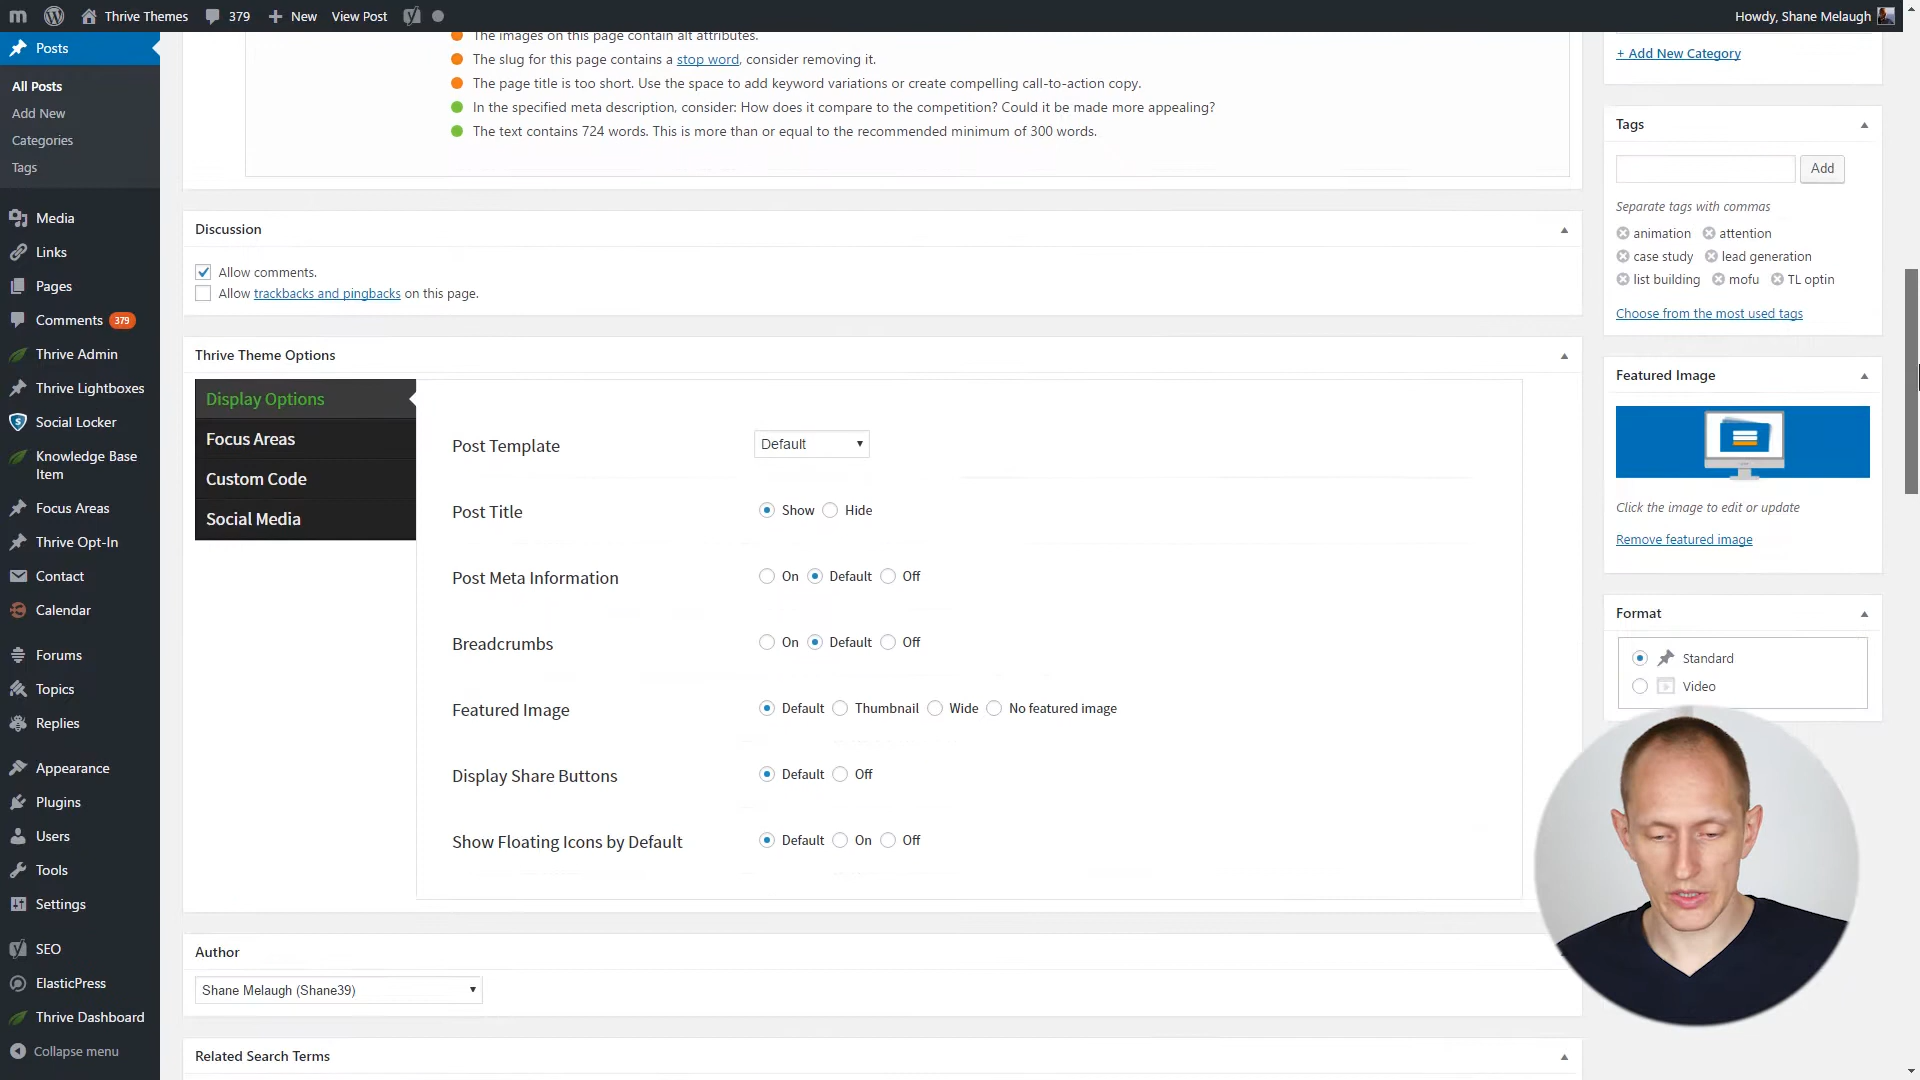 Thrive Themes
379
New
View Post
Howdy, Shane Melaugh
Posts
All Posts
Add New
Categories
Tags
Media
Links
Pages
Comments 379
Thrive Admin
Thrive Lightboxes
Social Locker
Knowledge Base
Item
Focus Areas
Thrive Opt-In
Contact
Calendar
Forums
Topics
Replies
Appearance
Plugins
Users
Tools
Settings
SEO
ElasticPress
Thrive Dashboard
Collapse menu
The images on this page contain alt attributes.
The slug for this page contains a stop word, consider removing it.
The page title is too short. Use the space to add keyword variations or create compelling call-to-action copy.
In the specified meta description, consider: How does it compare to the competition? Could it be made more appealing?
The text contains 724 words. This is more than or equal to the recommended minimum of 300 words.
Discussion
Allow comments.
Allow trackbacks and pingbacks on this page.
Thrive Theme Options
Display Options
Focus Areas
Custom Code
Social Media
Post Template Default
Post Title Show Hide
Post Meta Information On Default Off
Breadcrumbs On Default Off
Featured Image Default Thumbnail Wide No featured image
Display Share Buttons Default Off
Show Floating Icons by Default Default On Off
Author
Shane Melaugh (Shane39)
Related Search Terms
+ Add New Category
Tags
Add
Separate tags with commas
animation attention
case study lead generation
list building mofu TL optin
Choose from the most used tags
Featured Image
Click the image to edit or update
Remove featured image
Format
Standard
Video